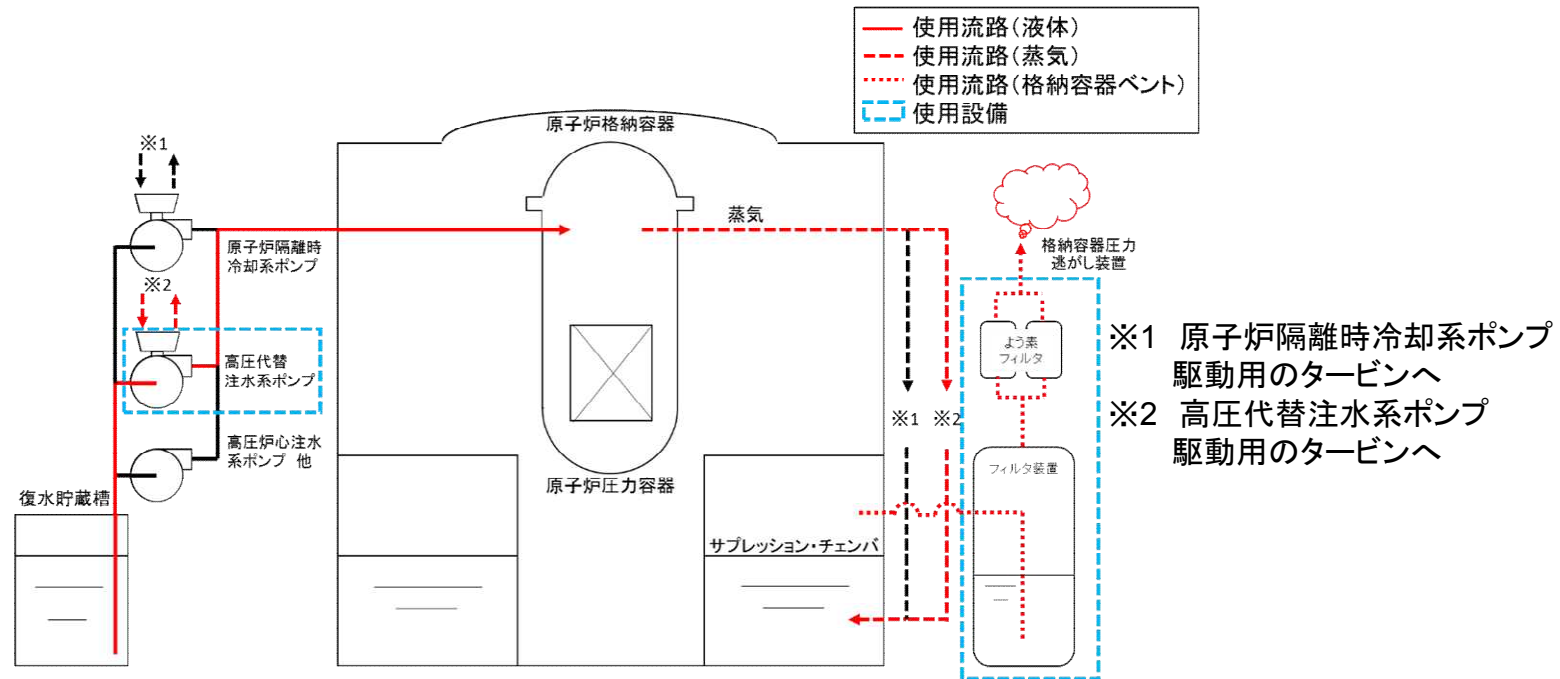 使用流路(液体)
使用流路(蒸気)
使用流路(格納容器ベント)
使用設備
原子炉格納容器
※1
蒸気
原子炉隔離時
冷却系ポンプ
格納容器圧力
逃がし装置
※2
高圧代替
注水系ポンプ
よう素
フィルタ
※1 原子炉隔離時冷却系ポンプ
駆動用のタービンへ
※2 高圧代替注水系ポンプ
駆動用のタービンへ
※1
※2
高圧炉心注水
系ポンプ 他
フィルタ装置
原子炉圧力容器
復水貯蔵槽
サプレッション・チェンバ